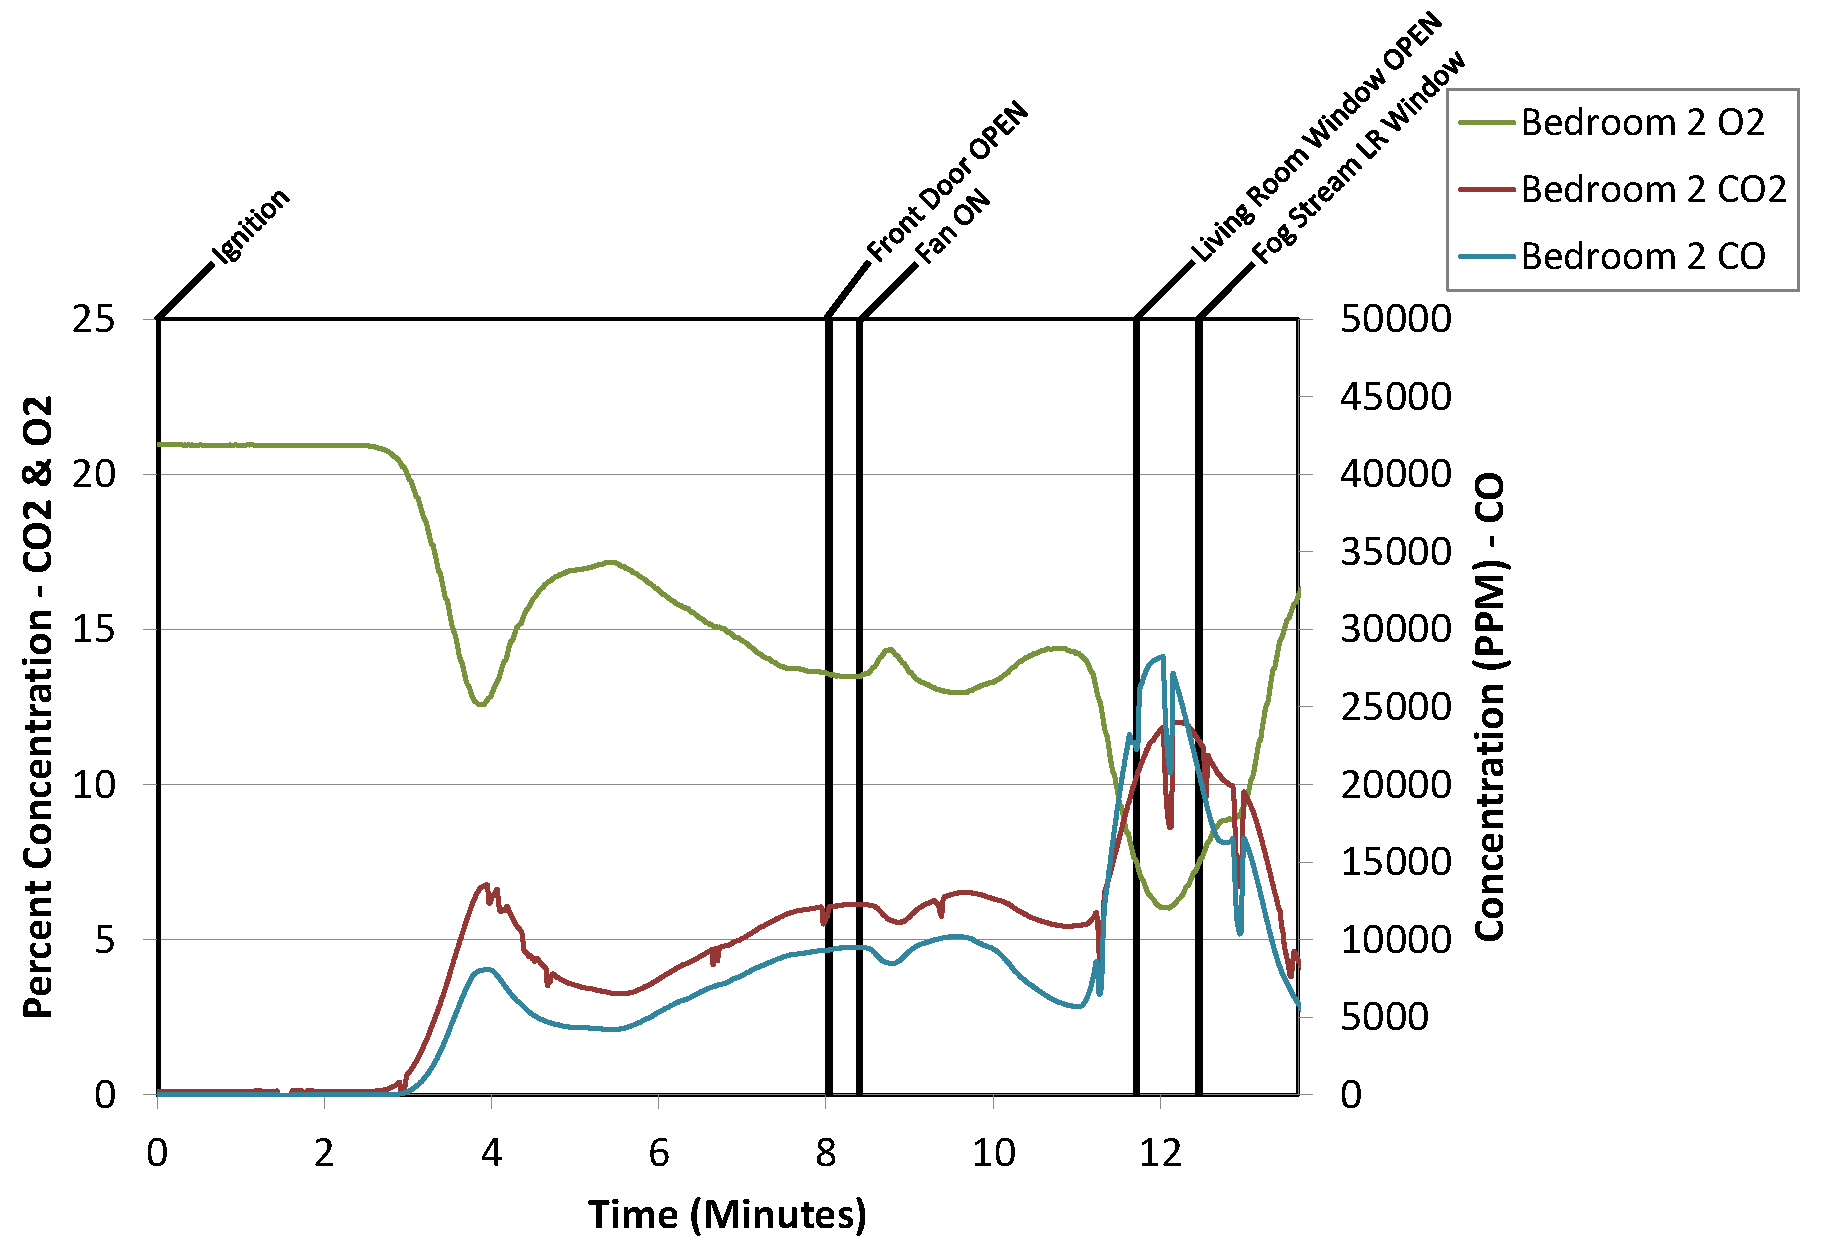 Ignition
Front Door OPEN
Fan ON
Living Room Window OPEN
Fog Stream LR Window
Bedroom 2 O2
Bedroom 2 CO2
Bedroom 2 CO
Percent Concentration - CO2 & O2
25
20
15
10
5
0
50000
45000
40000
35000
30000
25000
20000
15000
10000
5000
0
Concentration (PPM) - CO
0 2 4 6 8 10 12
Time (Minutes)